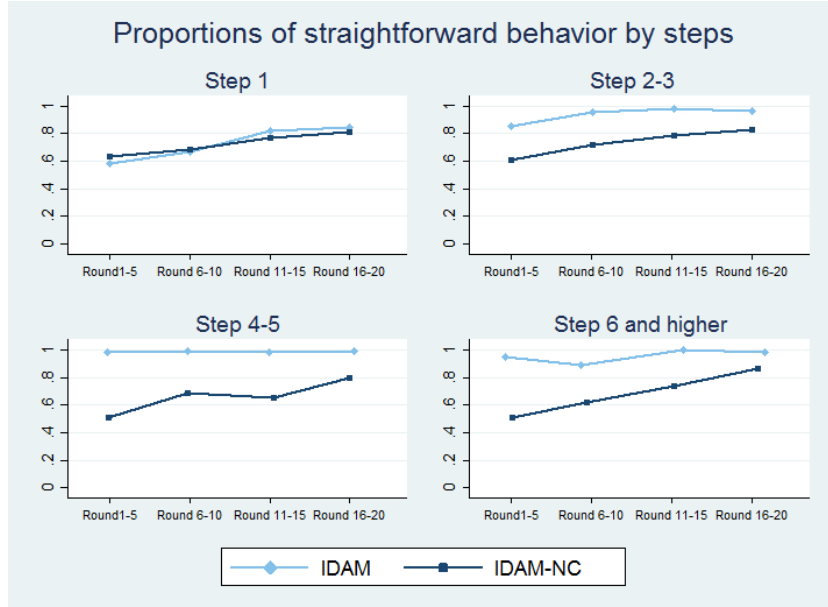 Proportions of straightforward behavior by steps
Step 1
1
.8
.6
.4
.2
0
Round1-5 Round 6-10 Round 11-15 Round 16-20
Step 2-3
1
.8
.6
.4
.2
0
Round1-5 Round 6-10 Round 11-15 Round 16-20
Step 4-5
1
.8
.6
.4
.2
0
Round1-5 Round 6-10 Round 11-15 Round 16-20
Step 6 and higher
1
.8
.6
.4
.2
0
Round1-5 Round 6-10 Round 11-15 Round 16-20
IDAM IDAM-NC